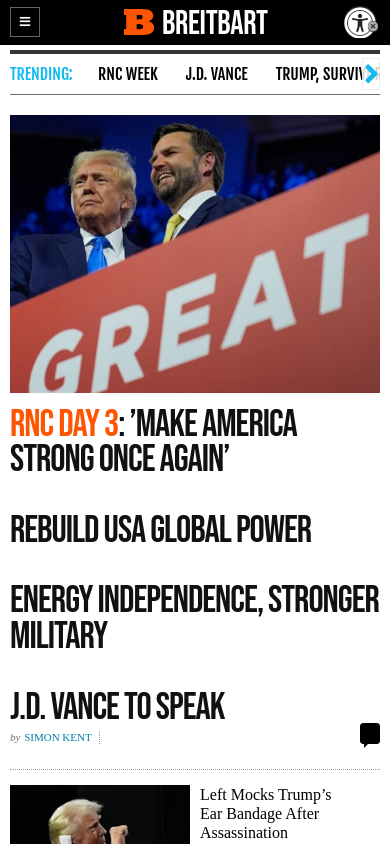 BREITBART
TRENDING: RNC WEEK J.D. VANCE TRUMP,
GREAT
RNC DAY 3: ’MAKE AMERICA
STRONG ONCE AGAIN’
REBUILD USA GLOBAL POWER
ENERGY INDEPENDENCE, STRONGER
MILITARY
J.D. VANCE TO SPEAK
by SIMON KENT
Left Mocks Trump’s
Ear Bandage After
Assassination